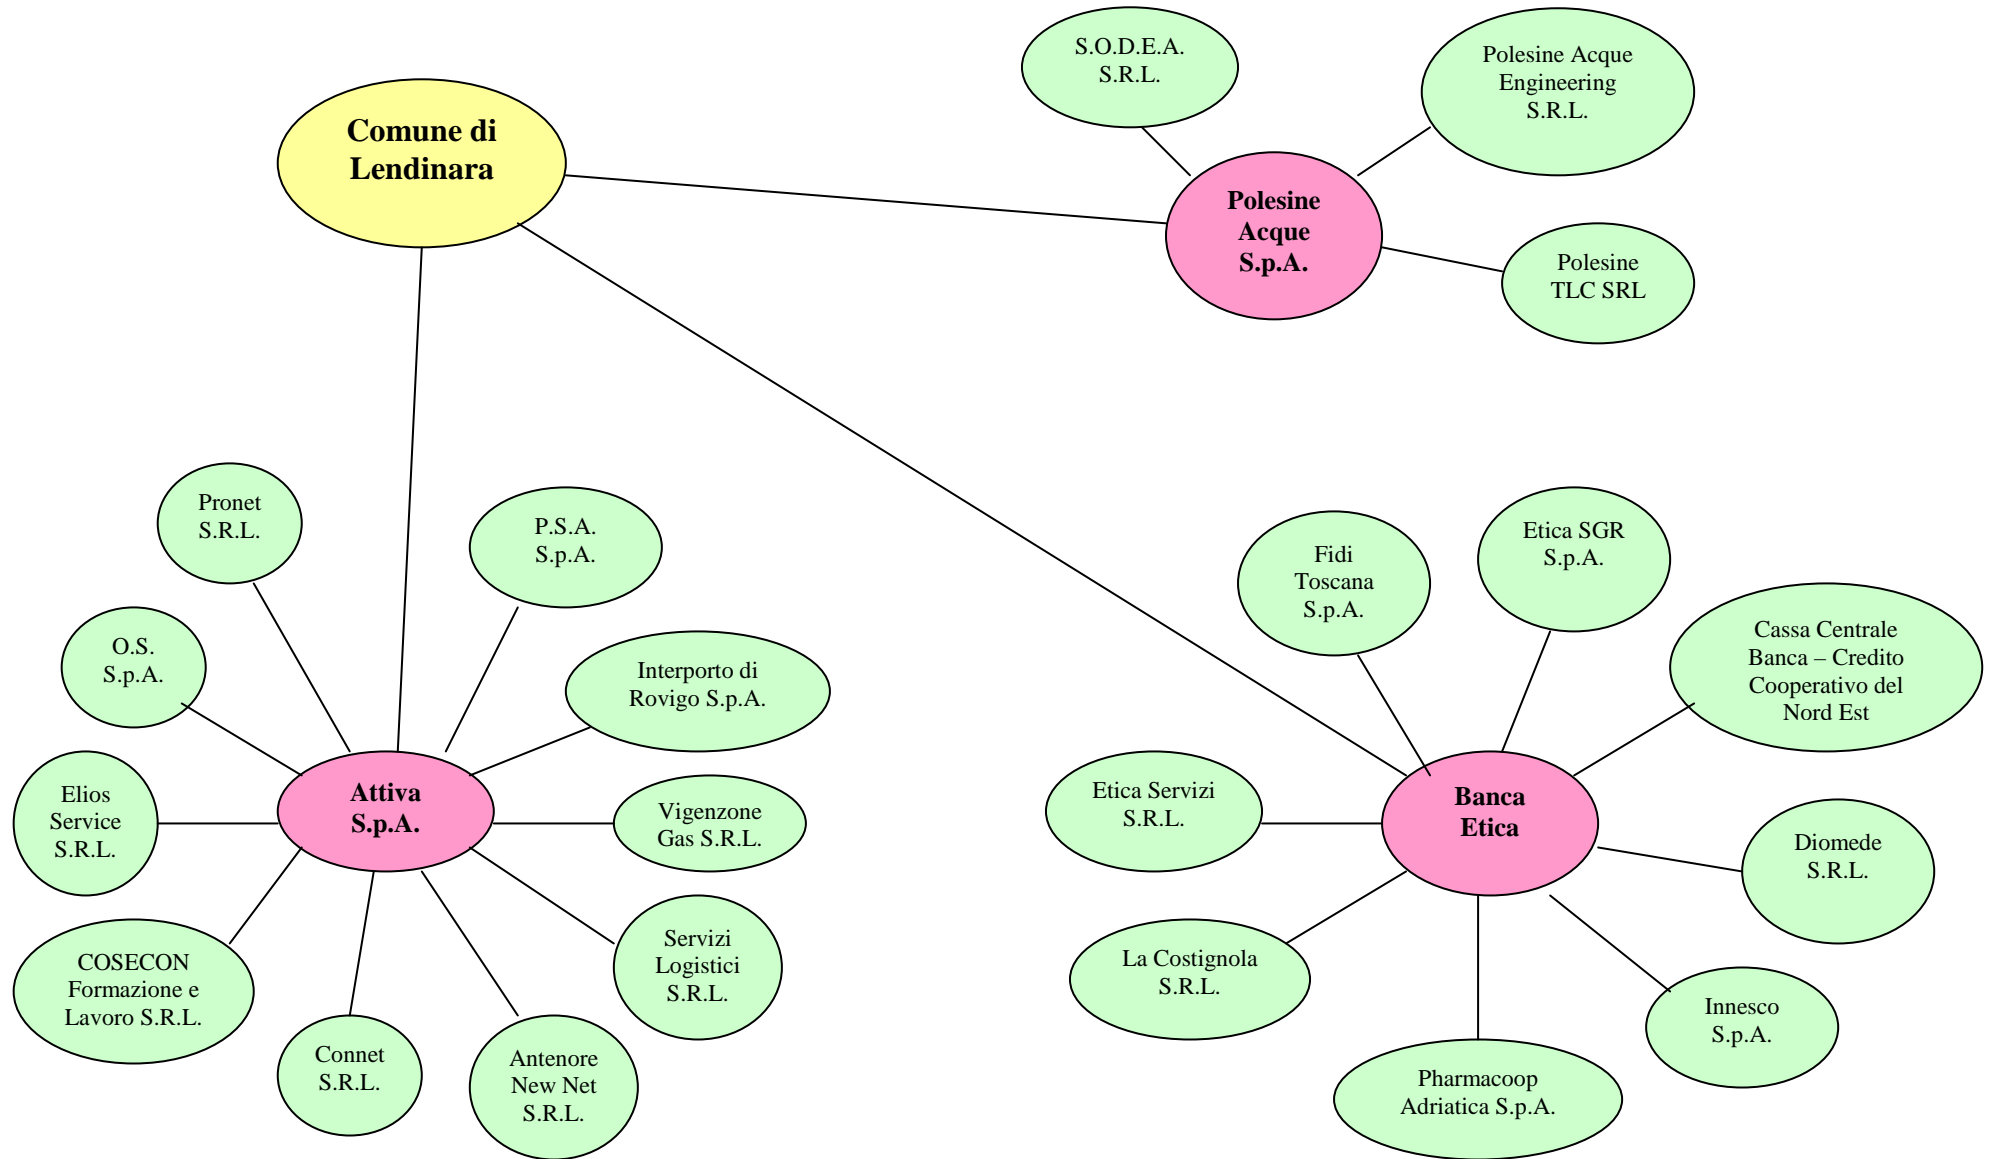 Comune di
Lendinara
S.O.D.E.A.
S.R.L.
Polesine Acque
Engineering
S.R.L.
Polesine
Acque
S.p.A.
Polesine
TLC SRL
Pronet
S.R.L.
P.S.A.
S.p.A.
O.S.
S.p.A.
Interporto di
Rovigo S.p.A.
Elios
Service
S.R.L.
Attiva
S.p.A.
Vigenzone
Gas S.R.L.
COSECON
Formazione e
Lavoro S.R.L.
Connet
S.R.L.
Antenore
New Net
S.R.L.
Servizi
Logistici
S.R.L.
Fidi
Toscana
S.p.A.
Etica SGR
S.p.A.
Cassa Centrale
Banca – Credito
Cooperativo del
Nord Est
Etica Servizi
S.R.L.
Banca
Etica
Diomede
S.R.L.
La Costignola
S.R.L.
Innesco
S.p.A.
Pharmacoop
Adriatica S.p.A.